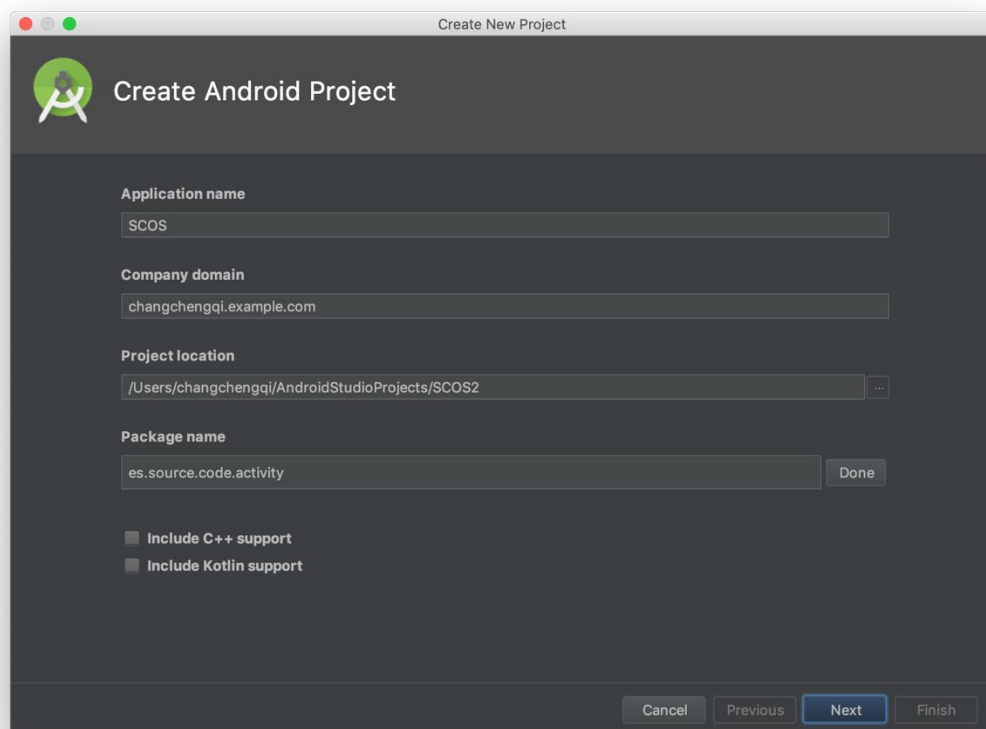 Create New Project
Create Android Project
Application name
SCOS
Company domain
changchengqi.example.com
Project location
/Users/changchengqi/AndroidStudioProjects/SCOS2
...
Package name
es.source.code.activity
Done
Include C++ support
Include Kotlin support
Cancel
Previous
Next
Finish